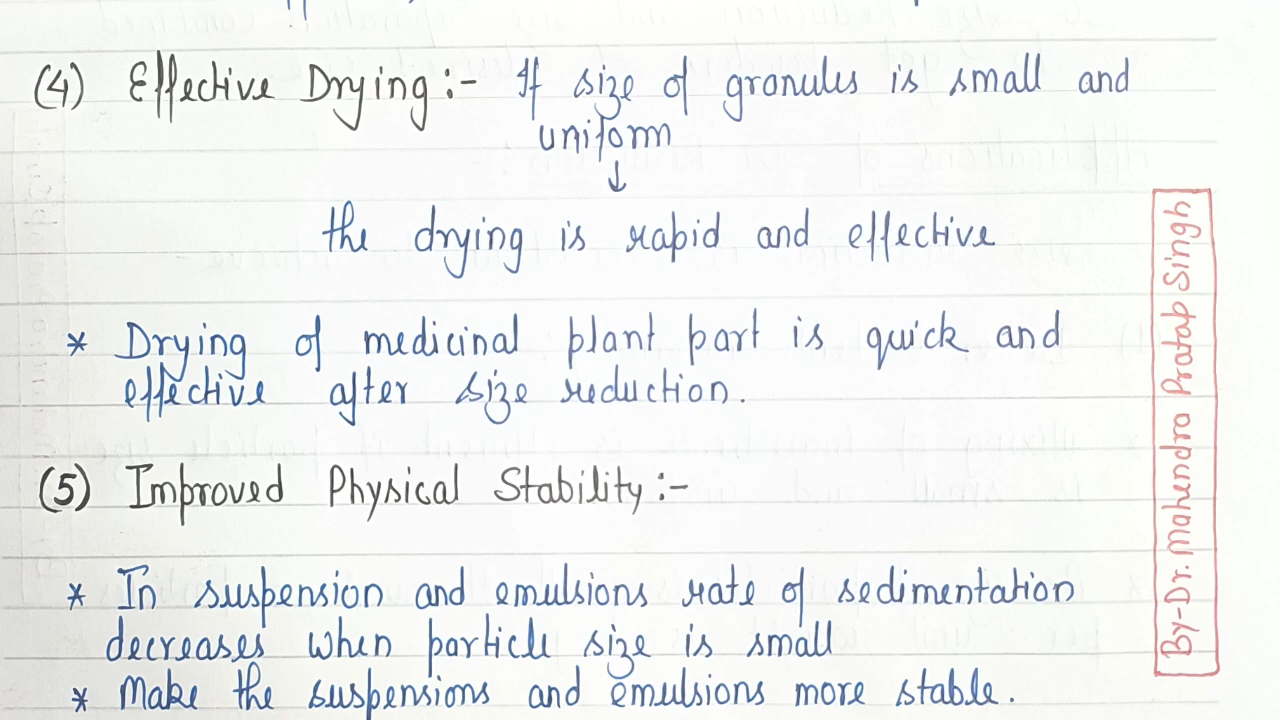 (4) Effective Drying :- If size of granules is small and
uniform
↓
the drying is rapid and effective
* Drying of medicinal plant part is quick and
effective after size reduction.
(5) Improved Physical Stability :-
* In suspension and emulsions rate of sedimentation
decreases when particle size is small
* Make the suspensions and emulsions more stable.
By-Dr. Mahendra Pratap Singh